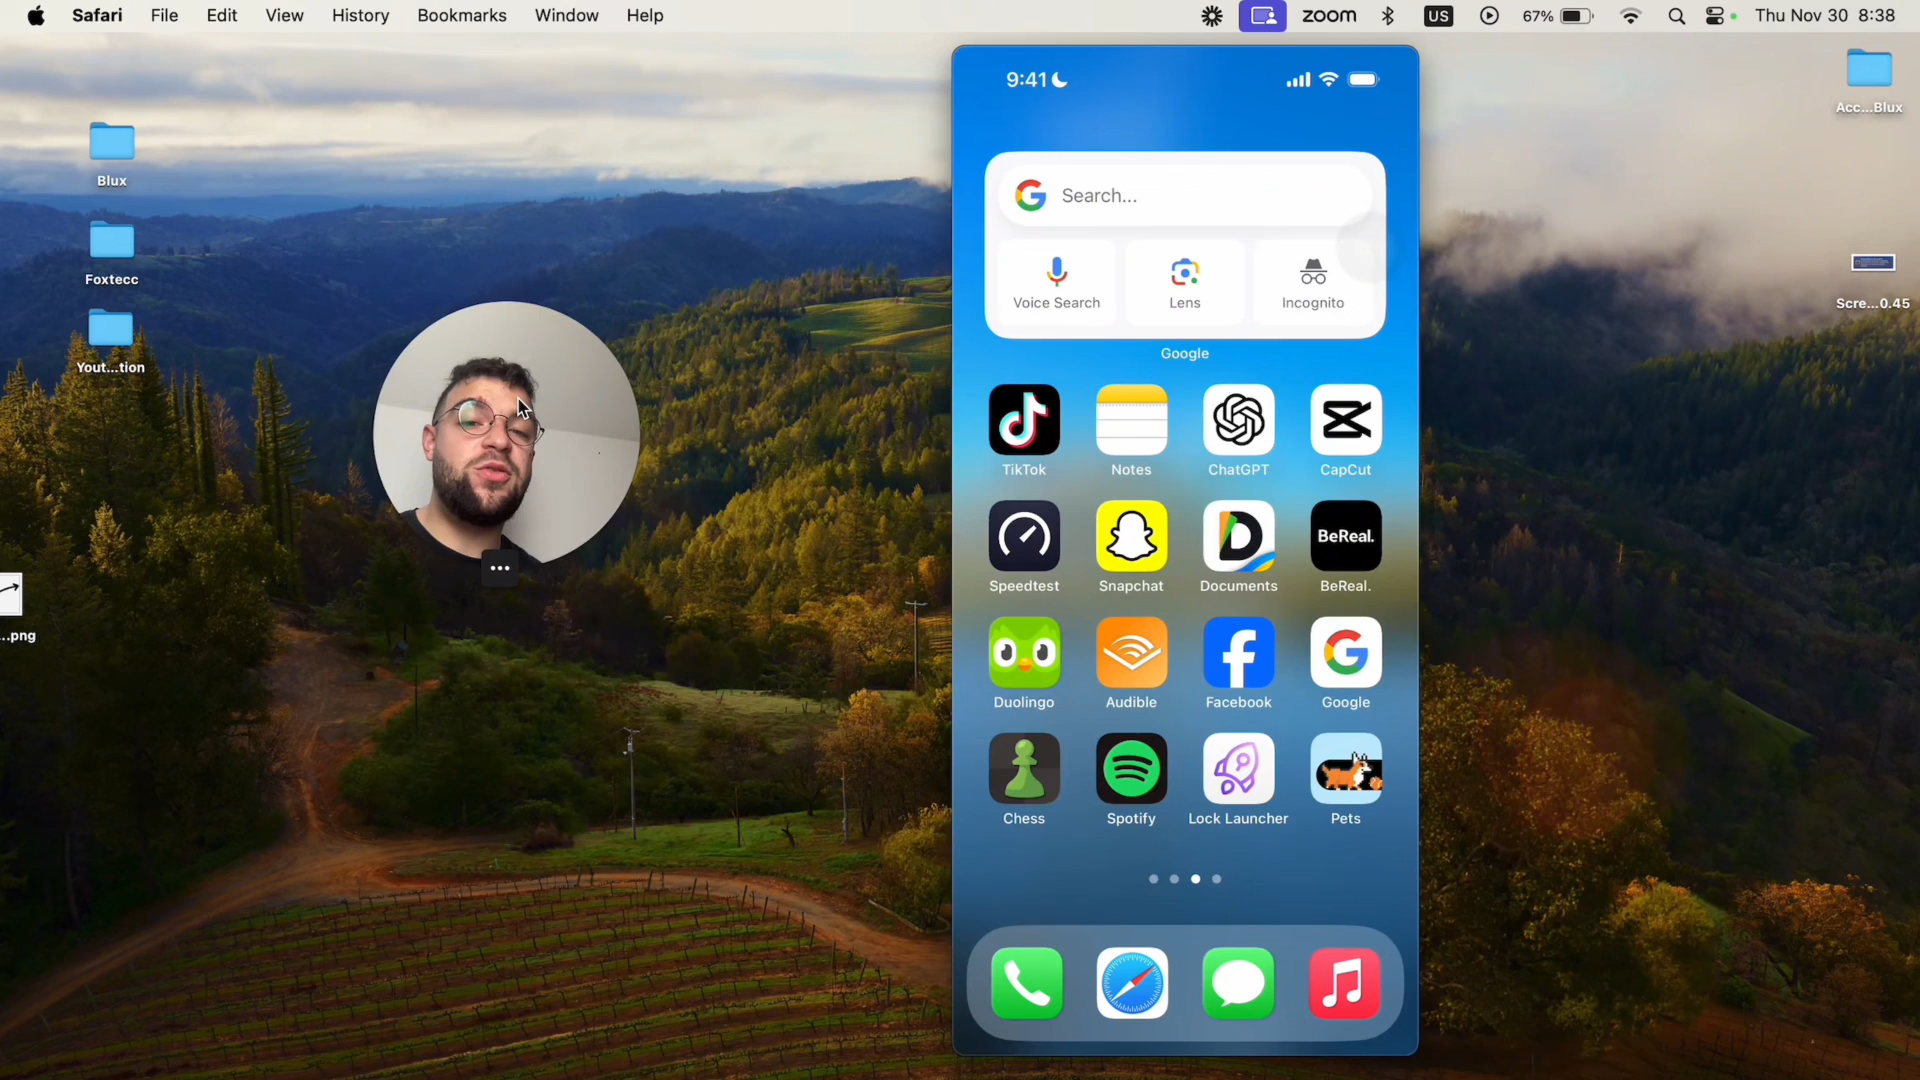 Safari File Edit View History Bookmarks Window Help zoom US 67% Thu Nov 30 8:38
Blux
Foxtecc
Yout...tion
...png
Acc...Blux
Scre...0.45
9:41
Search...
Voice Search Lens Incognito
Google
TikTok Notes ChatGPT CapCut
BeReal.
Speedtest Snapchat Documents BeReal.
Duolingo Audible Facebook Google
Chess Spotify Lock Launcher Pets